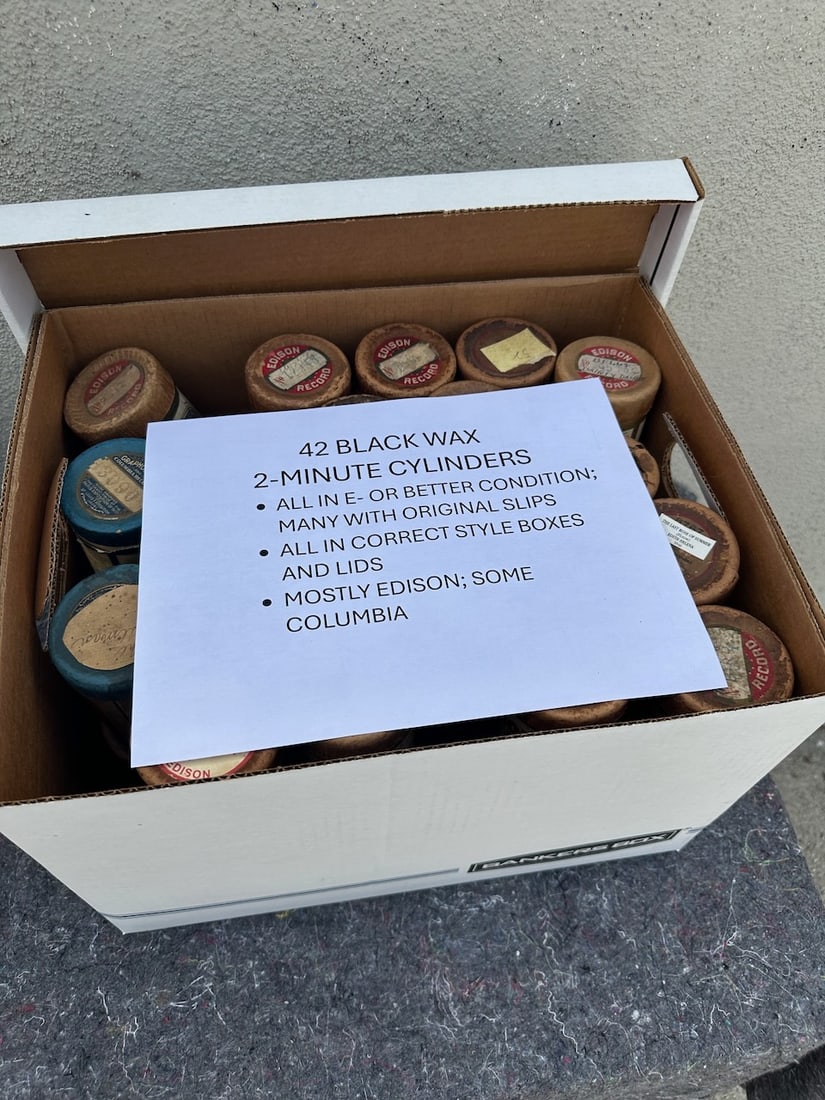 EDISON
EDISON
RECORD
EDISON
RECORD
EDISON
RECORD
42 BLACK WAX
2-MINUTE CYLINDERS
• ALL IN E- OR BETTER CONDITION;
MANY WITH ORIGINAL SLIPS
• ALL IN CORRECT STYLE BOXES
AND LIDS
• MOSTLY EDISON; SOME
COLUMBIA
RECORD
EDISON
BANKERS BOX